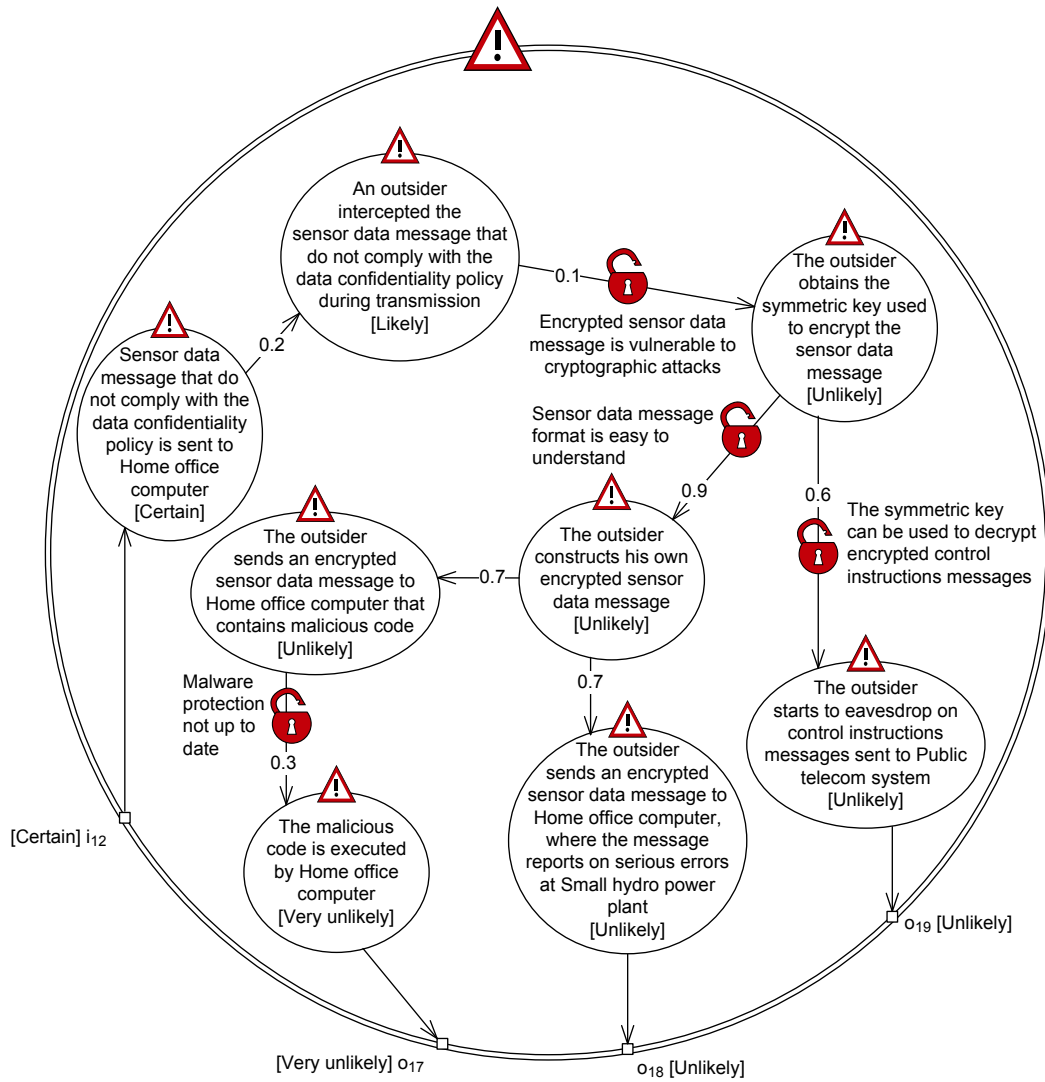 An outsider
intercepted the
sensor data message that
do not comply with the
data confidentiality policy
during transmission
[Likely]
0.1
Encrypted sensor data
message is vulnerable to
cryptographic attacks
The outsider
obtains the
symmetric key used
to encrypt the
sensor data
message
[Unlikely]
0.2
Sensor data
message that do
not comply with the
data confidentiality
policy is sent to
Home office
computer
[Certain]
Sensor data message
format is easy to
understand
0.9
0.6
The symmetric key
can be used to decrypt
encrypted control
instructions messages
The outsider
sends an encrypted
sensor data message to
Home office computer that
contains malicious code
[Unlikely]
0.7
The outsider
constructs his own
encrypted sensor
data message
[Unlikely]
Malware
protection
not up to
date
0.3
0.7
The outsider
starts to eavesdrop on
control instructions
messages sent to Public
telecom system
[Unlikely]
The malicious
code is executed
by Home office
computer
[Very unlikely]
The outsider
sends an encrypted
sensor data message to
Home office computer,
where the message
reports on serious errors
at Small hydro power
plant
[Unlikely]
[Certain] i12
o19 [Unlikely]
[Very unlikely] o17
o18 [Unlikely]